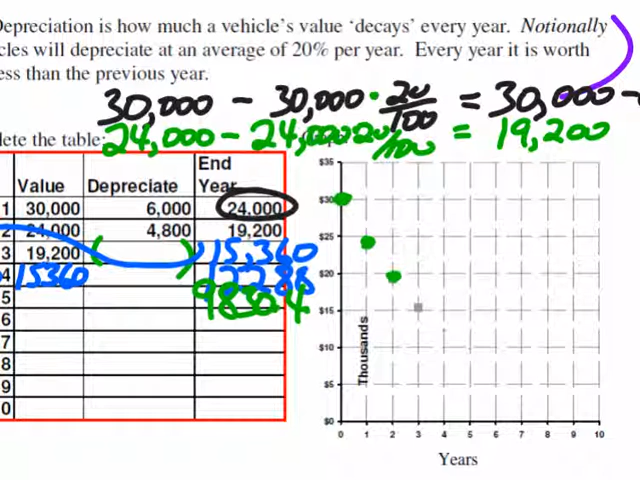 Depreciation is how much a vehicle's value 'decays' every year. Notionally
cles will depreciate at an average of 20% per year. Every year it is worth
ess than the previous year.
30,000 - 30,000 · 20/100 = 30,000 -
24,000 - 24,000 · 20/100 = 19,200
lete the table:
Value Depreciate End Year
1 30,000 6,000 24,000
2 24,000 4,800 19,200
3 19,200 15,360
4 15360 12288
5 9830.4
6
7
8
9
0
$35
$30
$25
$20
$15
$10
$5
$0
Thousands
0 1 2 3 4 5 6 7 8 9 10
Years